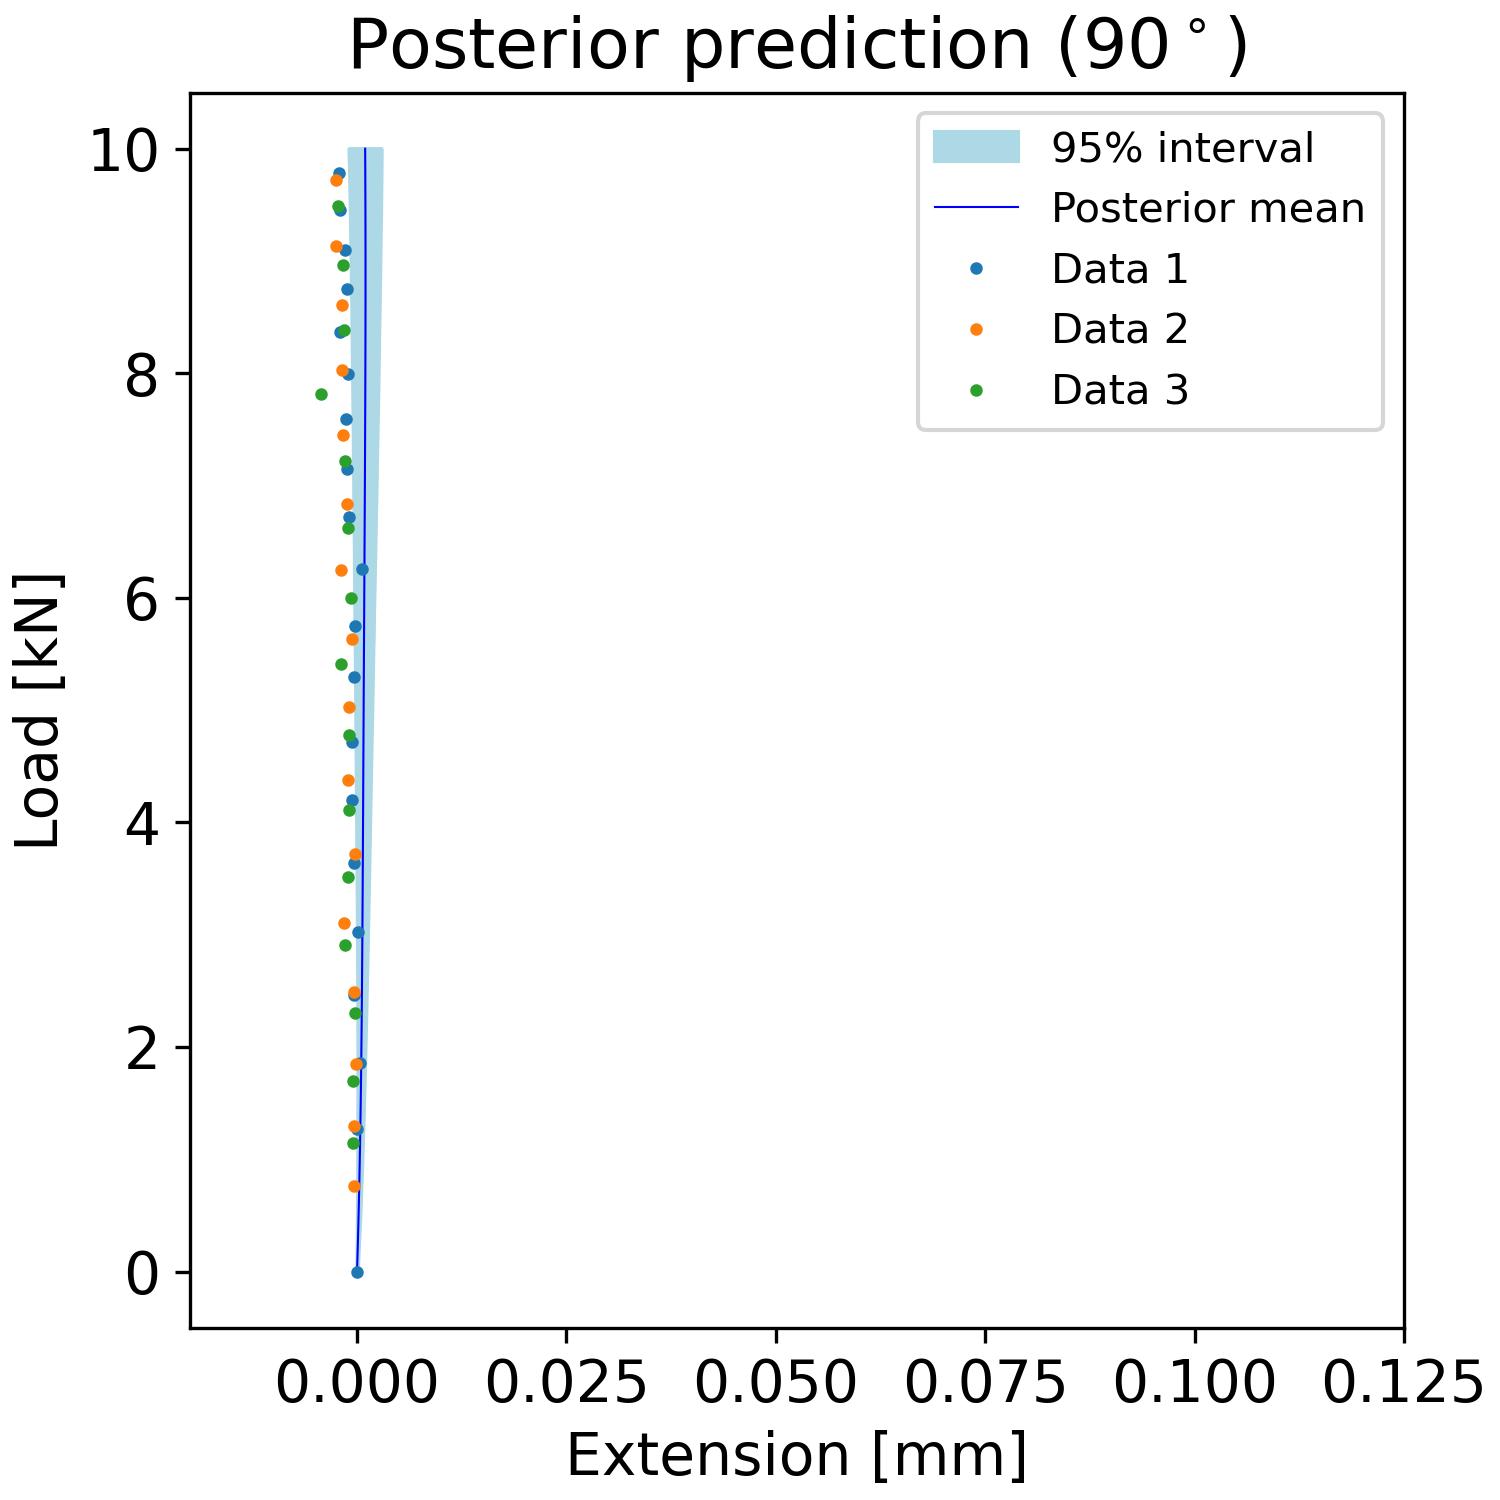 Posterior prediction (90°)
95% interval
Posterior mean
Data 1
Data 2
Data 3
10
8
6
4
2
0
Load [kN]
0.000 0.025 0.050 0.075 0.100 0.125
Extension [mm]